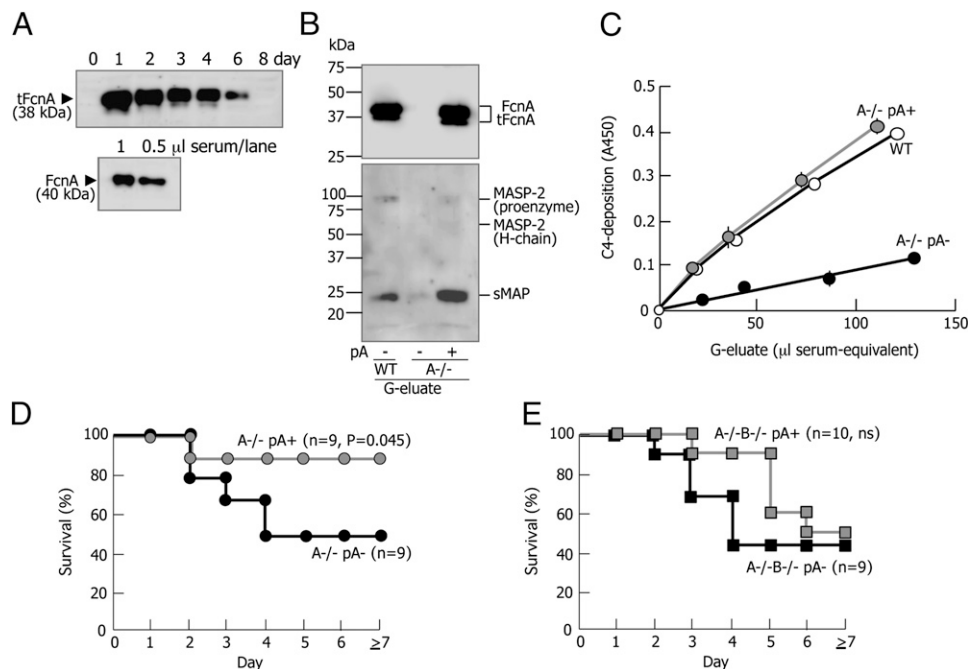 A
0 1 2 3 4 6 8 day
tFcnA
(38 kDa)
1 0.5 µl serum/lane
FcnA
(40 kDa)
B
kDa
75
50
37
25
FcnA
tFcnA
100
75
50
37
25
20
MASP-2
(proenzyme)
MASP-2
(H-chain)
sMAP
pA - - +
WT A-/-
G-eluate
C
C4-deposition (A450)
0.4
0.3
0.2
0.1
0
0 50 100 150
A-/- pA+
WT
A-/- pA-
G-eluate (µl serum-equivalent)
D
Survival (%)
100
80
60
40
20
0
A-/- pA+ (n=9, P=0.045)
A-/- pA- (n=9)
0 1 2 3 4 5 6 ≥7
Day
E
Survival (%)
100
80
60
40
20
0
A-/-B-/- pA+ (n=10, ns)
A-/-B-/- pA- (n=9)
0 1 2 3 4 5 6 ≥7
Day